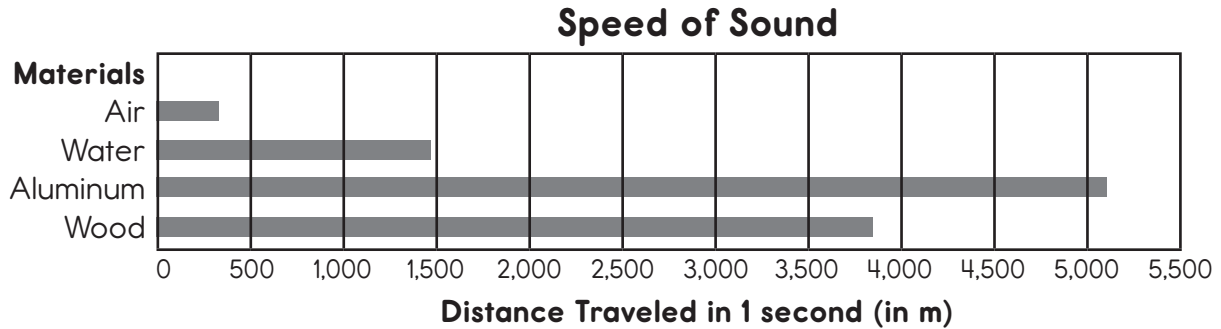 Speed of Sound
Materials
Air
Water
Aluminum
Wood
0 500 1,000 1,500 2,000 2,500 3,000 3,500 4,000 4,500 5,000 5,500
Distance Traveled in 1 second (in m)